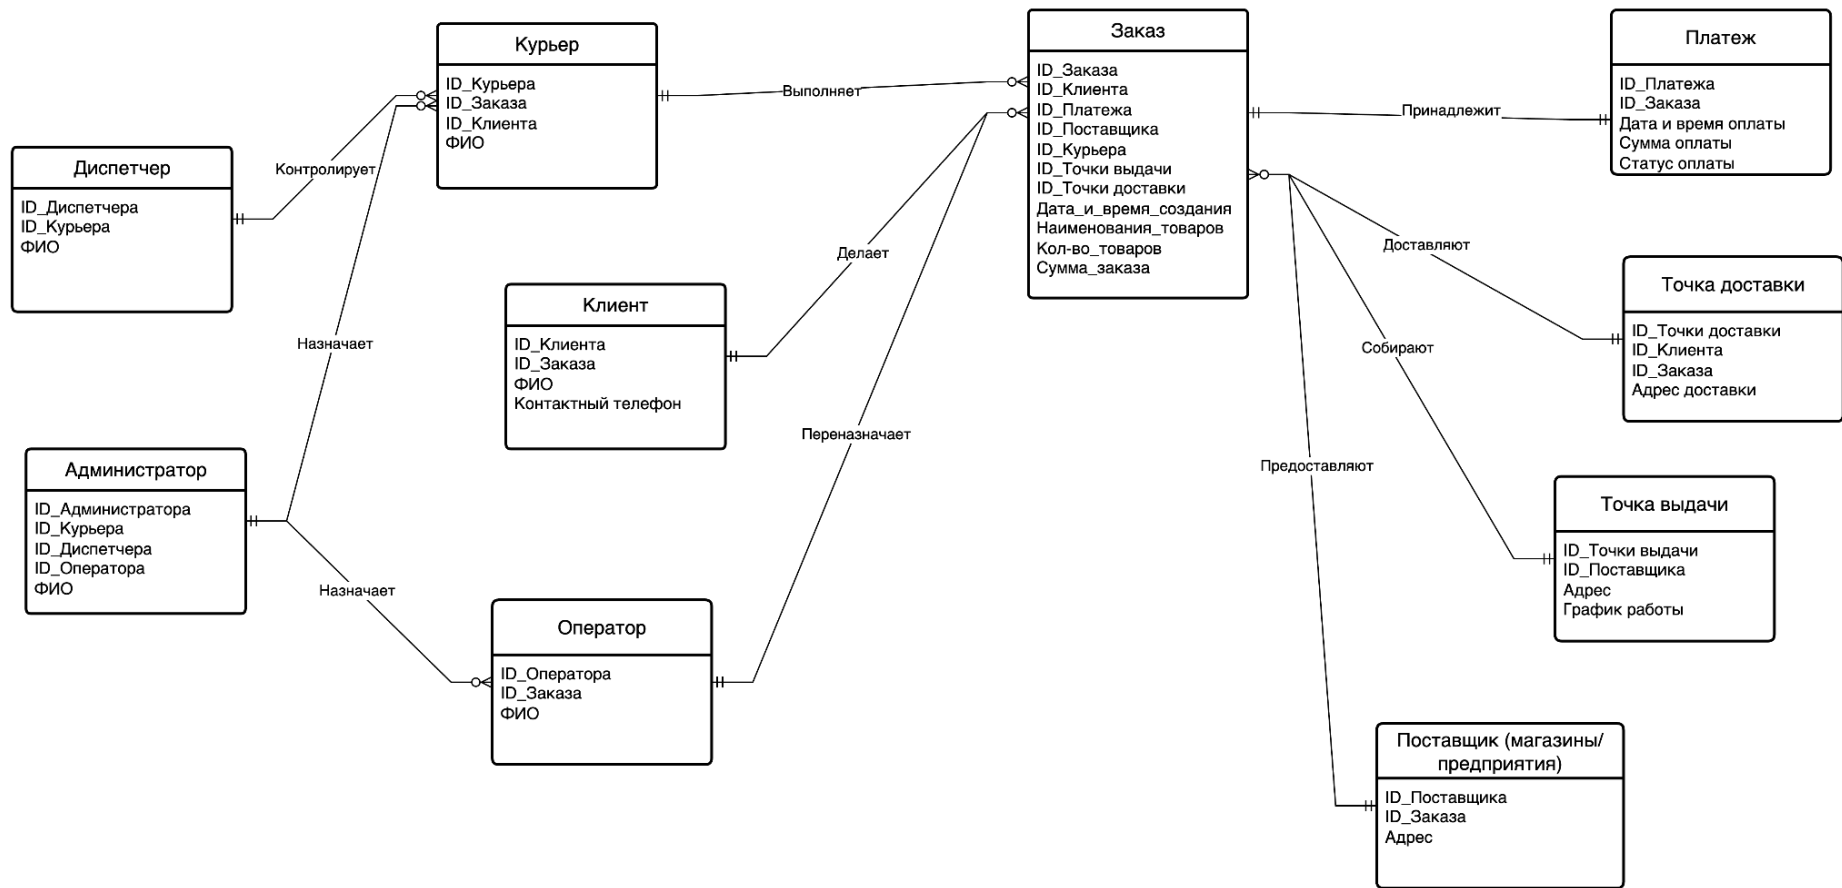 Курьер
ID_Курьера
ID_Заказа
ID_Клиента
ФИО
Заказ
ID_Заказа
ID_Клиента
ID_Платежа
ID_Поставщика
ID_Курьера
ID_Точки выдачи
ID_Точки доставки
Дата_и_время_создания
Наименования_товаров
Кол-во_товаров
Сумма_заказа
Платеж
ID_Платежа
ID_Заказа
Дата и время оплаты
Сумма оплаты
Статус оплаты
Выполняет
Принадлежит
Диспетчер
ID_Диспетчера
ID_Курьера
ФИО
Контролирует
Делает
Доставляют
Клиент
ID_Клиента
ID_Заказа
ФИО
Контактный телефон
Точка доставки
ID_Точки доставки
ID_Клиента
ID_Заказа
Адрес доставки
Назначает
Собирают
Переназначает
Предоставляют
Администратор
ID_Администратора
ID_Курьера
ID_Диспетчера
ID_Оператора
ФИО
Точка выдачи
ID_Точки выдачи
ID_Поставщика
Адрес
График работы
Назначает
Оператор
ID_Оператора
ID_Заказа
ФИО
Поставщик (магазины/
предприятия)
ID_Поставщика
ID_Заказа
Адрес